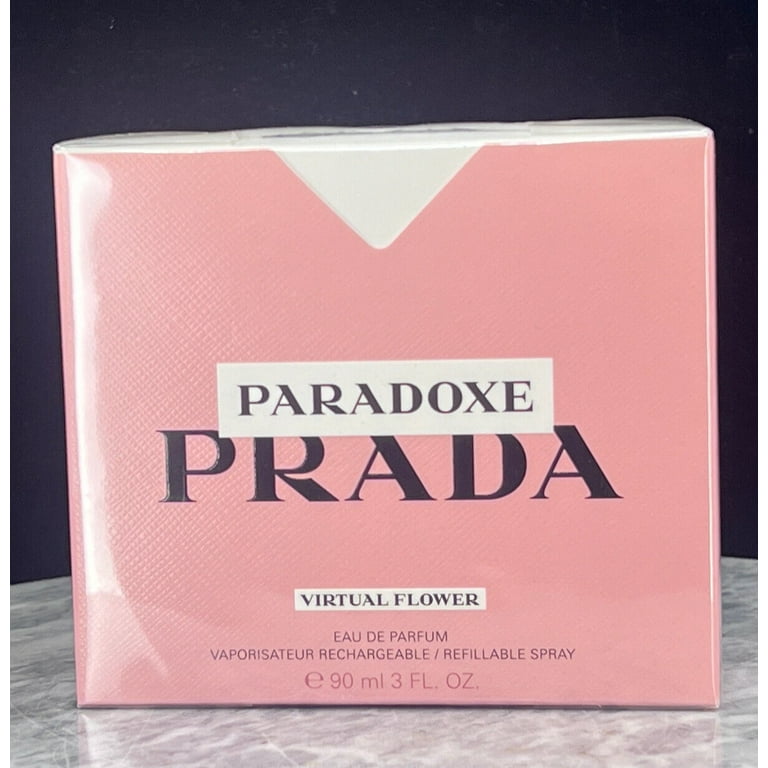 PARADOXE
PRADA
VIRTUAL FLOWER
EAU DE PARFUM
VAPORISATEUR RECHARGEABLE / REFILLABLE SPRAY
℮ 90 ml 3 FL. OZ.